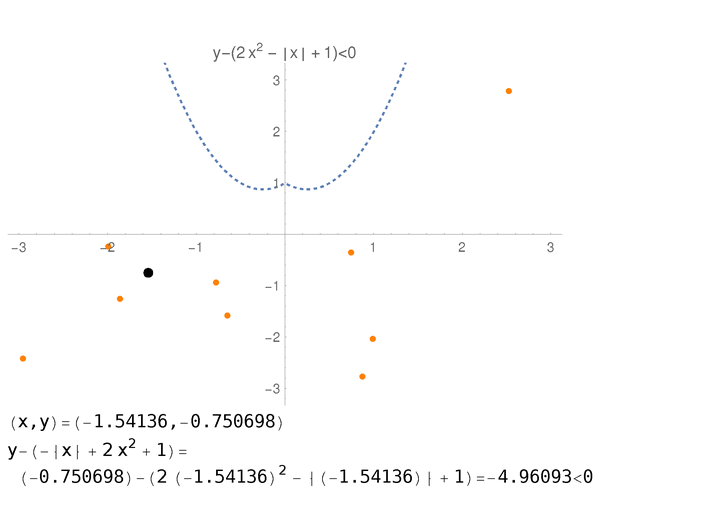 y−(2 x² − |x| + 1)<0
3
2
1
−3 −2 −1 1 2 3
−1
−2
−3
(x,y)=(−1.54136,−0.750698)
y−(−|x| + 2 x² + 1)=
(−0.750698)−(2 (−1.54136)² − |(−1.54136)| + 1)=−4.96093<0